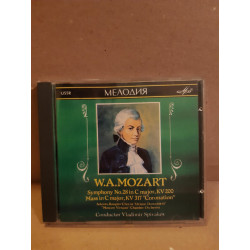 МЕЛОДИЯ
W.A.MOZART
Symphony No.28 in C major, KV 200
Mass in C major, KV 317 "Coronation"
Conductor Vladimir Spivakov